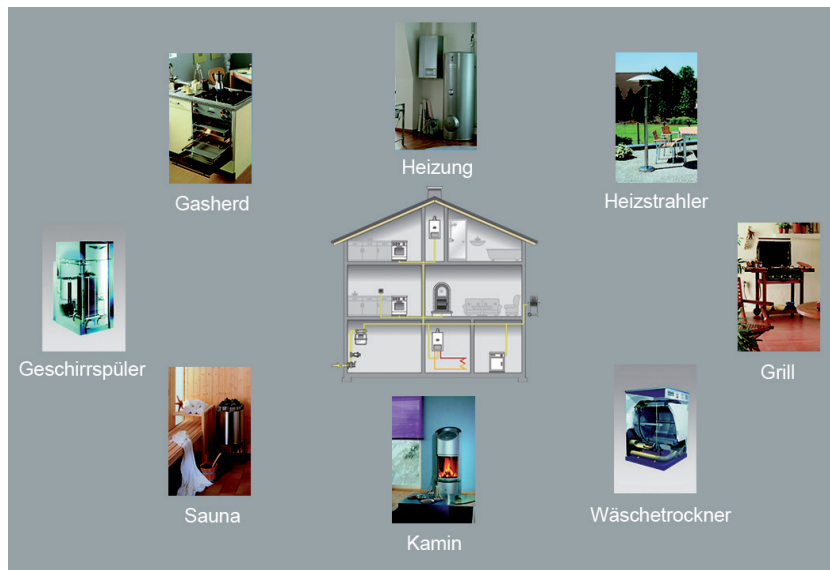 Heizung
Gasherd
Heizstrahler
Geschirrspüler
Grill
Sauna
Wäschetrockner
Kamin